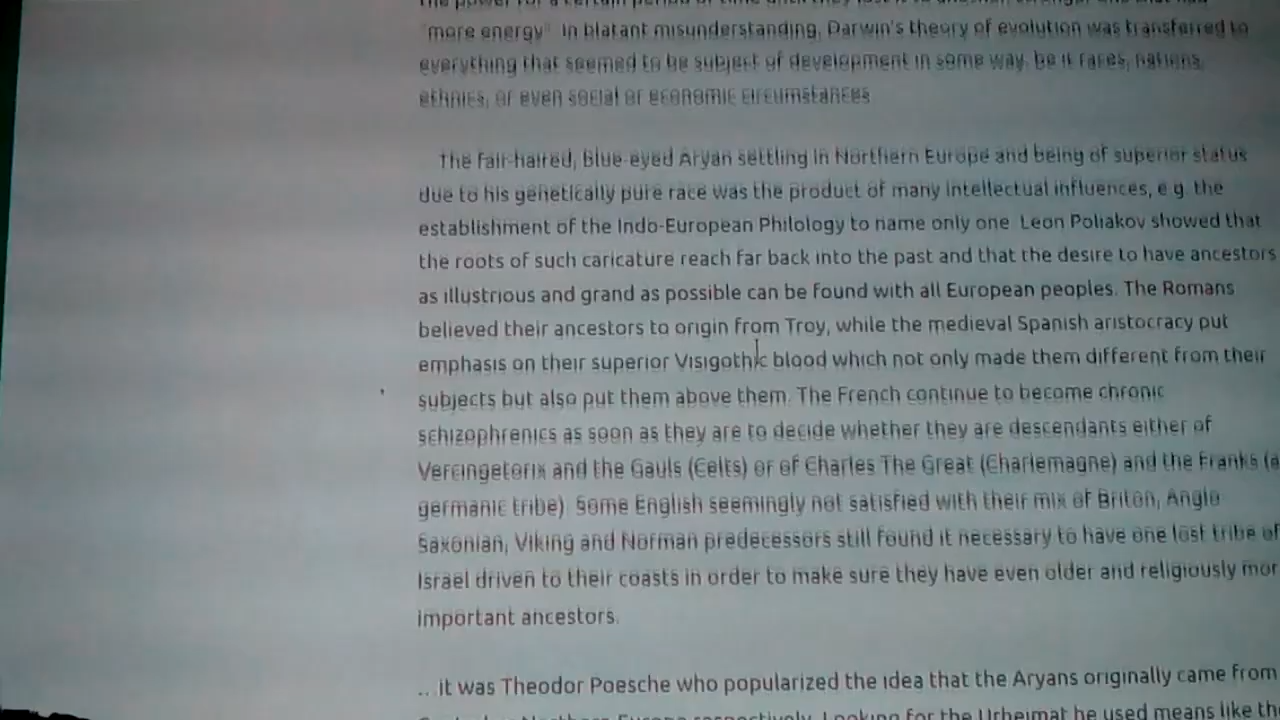 "more energy" In blatant misunderstanding, Darwin's theory of evolution was transferred to
everything that seemed to be subject of development in some way, be it races, nations,
ethnics, or even social or economic circumstances
The fair-haired, blue-eyed Aryan settling in Northern Europe and being of superior status
due to his genetically pure race was the product of many intellectual influences, e.g. the
establishment of the Indo-European Philology to name only one. Leon Poliakov showed that
the roots of such caricature reach far back into the past and that the desire to have ancestors
as illustrious and grand as possible can be found with all European peoples. The Romans
believed their ancestors to origin from Troy, while the medieval Spanish aristocracy put
emphasis on their superior Visigothic blood which not only made them different from their
subjects but also put them above them. The French continue to become chronic
schizophrenics as soon as they are to decide whether they are descendants either of
Vercingetorix and the Gauls (Celts) or of Charles The Great (Charlemagne) and the Franks (a
germanic tribe). Some English seemingly not satisfied with their mix of Briton, Anglo
Saxonian, Viking and Norman predecessors still found it necessary to have one lost tribe of
Israel driven to their coasts in order to make sure they have even older and religiously mor
important ancestors.
... it was Theodor Poesche who popularized the idea that the Aryans originally came from
Northern Europe respectively. Looking for the Urheimat he used means like th